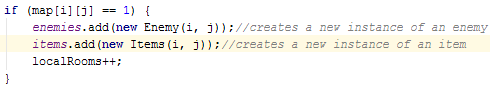 if (map[i][j] == 1) {
enemies.add(new Enemy(i, j));//creates a new instance of an enemy
items.add(new Items(i, j));//creates a new instance of an item
localRooms++;
}